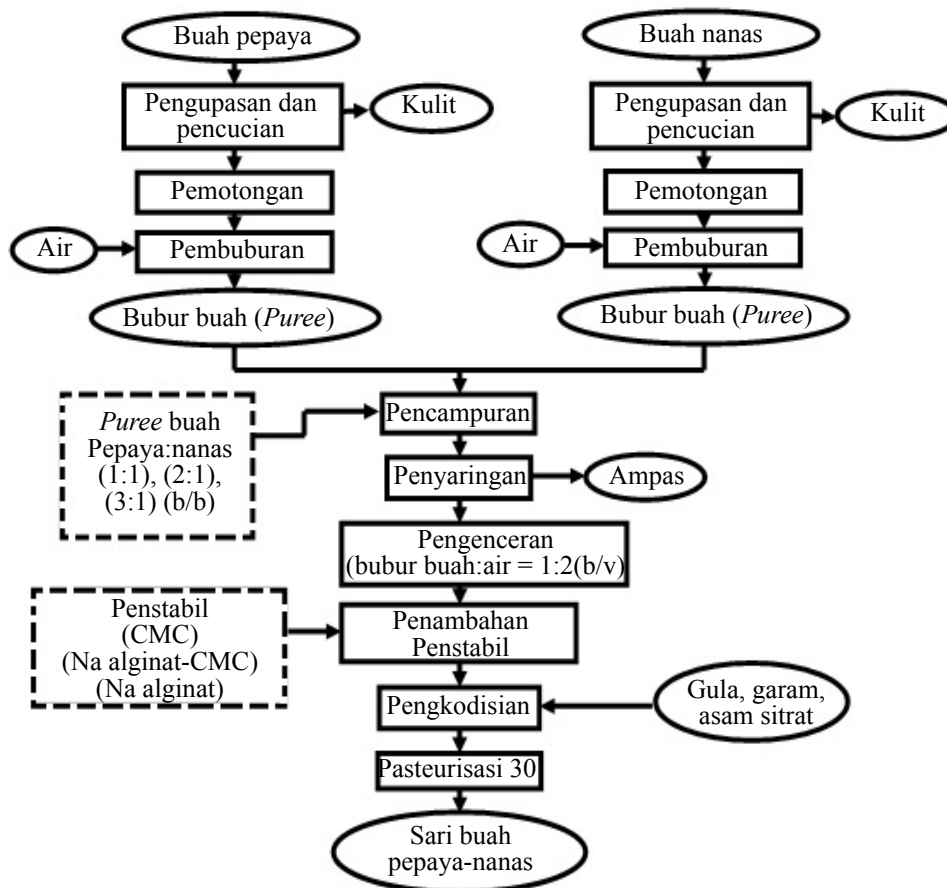 Buah pepaya
Pengupasan dan
pencucian
Kulit
Pemotongan
Air
Pembuburan
Bubur buah (Puree)
Buah nanas
Pengupasan dan
pencucian
Kulit
Pemotongan
Air
Pembuburan
Bubur buah (Puree)
Puree buah
Pepaya:nanas
(1:1), (2:1),
(3:1) (b/b)
Pencampuran
Penyaringan
Ampas
Pengenceran
(bubur buah:air = 1:2(b/v)
Penstabil
(CMC)
(Na alginat-CMC)
(Na alginat)
Penambahan
Penstabil
Pengkodisian
Gula, garam,
asam sitrat
Pasteurisasi 30
Sari buah
pepaya-nanas